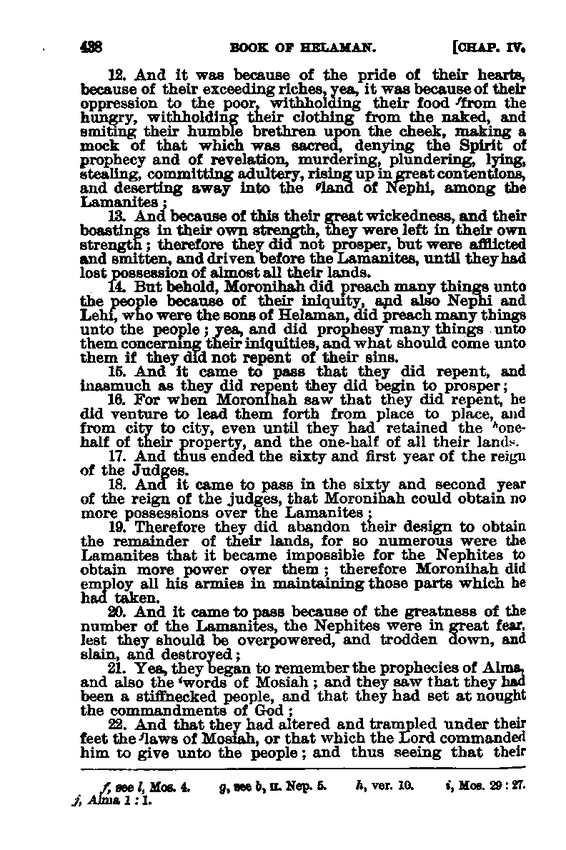 438 BOOK OF HELAMAN. [CHAP. IV.
12. And it was because of the pride of their hearts,
because of their exceeding riches, yea, it was because of their
oppression to the poor, withholding their food ᶠfrom the
hungry, withholding their clothing from the naked, and
smiting their humble brethren upon the cheek, making a
mock of that which was sacred, denying the Spirit of
prophecy and of revelation, murdering, plundering, lying,
stealing, committing adultery, rising up in great contentions,
and deserting away into the ᵍland of Nephi, among the
Lamanites;
13. And because of this their great wickedness, and their
boastings in their own strength, they were left in their own
strength; therefore they did not prosper, but were afflicted
and smitten, and driven before the Lamanites, until they had
lost possession of almost all their lands.
14. But behold, Moronihah did preach many things unto
the people because of their iniquity, and also Nephi and
Lehi, who were the sons of Helaman, did preach many things
unto the people; yea, and did prophesy many things unto
them concerning their iniquities, and what should come unto
them if they did not repent of their sins.
15. And it came to pass that they did repent, and
inasmuch as they did repent they did begin to prosper;
16. For when Moronihah saw that they did repent, he
did venture to lead them forth from place to place, and
from city to city, even until they had retained the ʰone-
half of their property, and the one-half of all their lands.
17. And thus ended the sixty and first year of the reign
of the Judges.
18. And it came to pass in the sixty and second year
of the reign of the judges, that Moronihah could obtain no
more possessions over the Lamanites;
19. Therefore they did abandon their design to obtain
the remainder of their lands, for so numerous were the
Lamanites that it became impossible for the Nephites to
obtain more power over them; therefore Moronihah did
employ all his armies in maintaining those parts which he
had taken.
20. And it came to pass because of the greatness of the
number of the Lamanites, the Nephites were in great fear,
lest they should be overpowered, and trodden down, and
slain, and destroyed;
21. Yea, they began to remember the prophecies of Alma,
and also the ⁱwords of Mosiah; and they saw that they had
been a stiffnecked people, and that they had set at nought
the commandments of God;
22. And that they had altered and trampled under their
feet the ʲlaws of Mosiah, or that which the Lord commanded
him to give unto the people; and thus seeing that their
f, see l, Mos. 4. g, see b, II. Nep. 5. h, ver. 10. i, Mos. 29:27.
j, Alma 1:1.